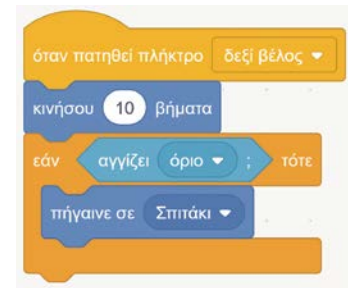 όταν πατηθεί πλήκτρο δεξί βέλος
κινήσου 10 βήματα
εάν αγγίζει όριο ; τότε
πήγαινε σε Σπιτάκι